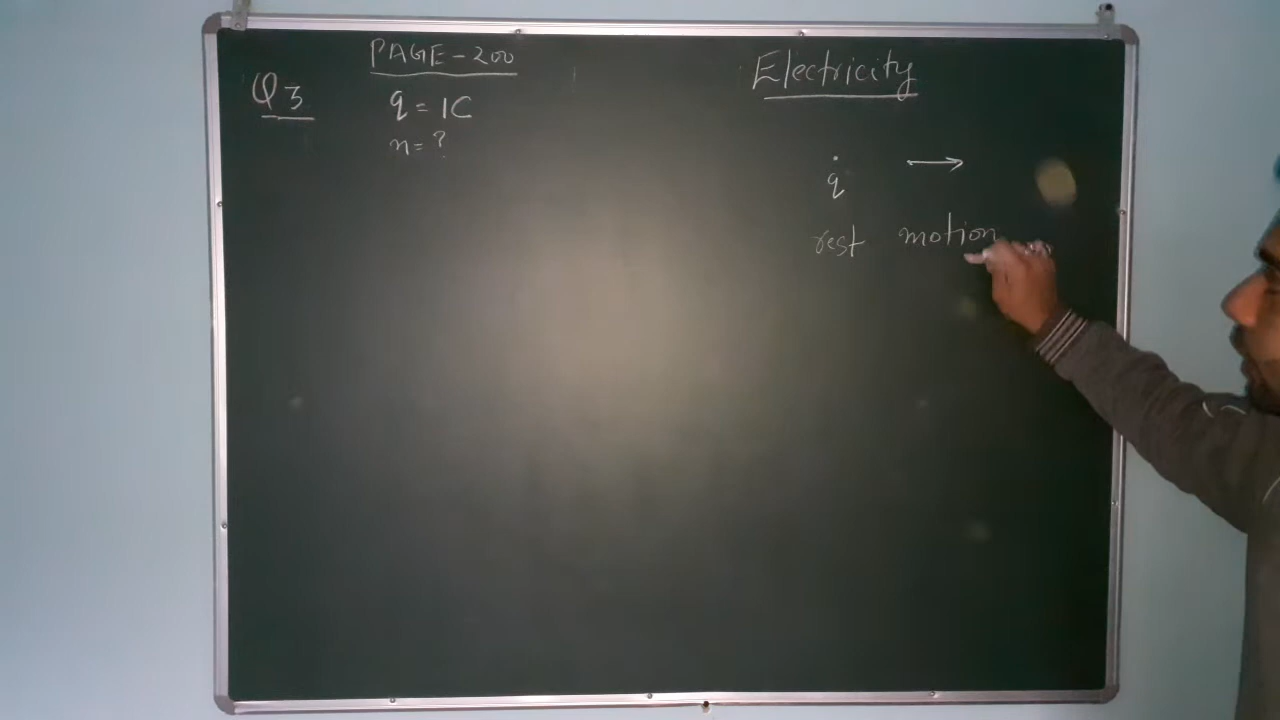 PAGE-200
Q3
q = 1C
n = ?
Electricity
q
rest motion